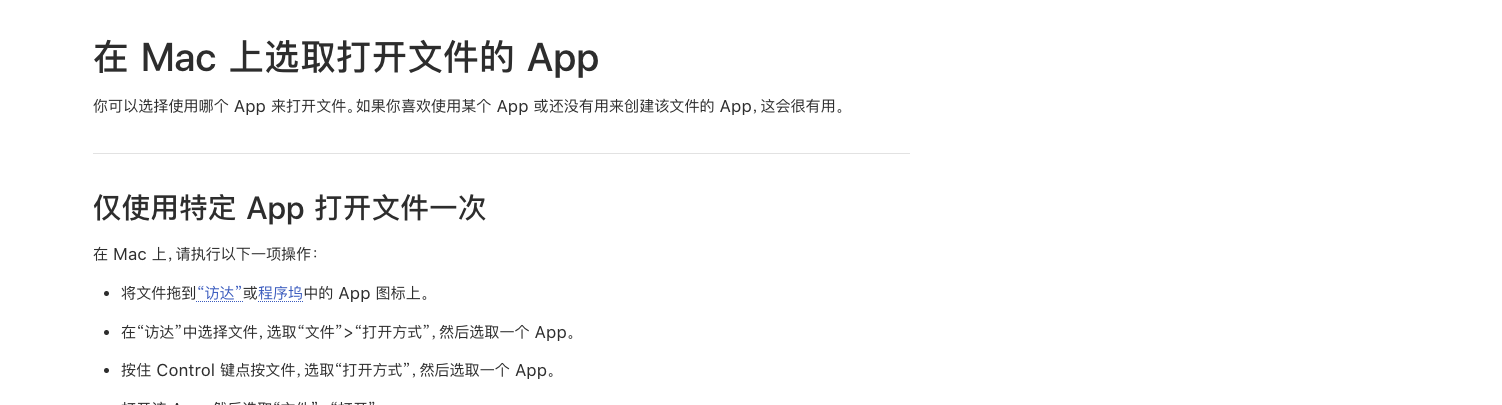 在 Mac 上选取打开文件的 App
你可以选择使用哪个 App 来打开文件。如果你喜欢使用某个 App 或还没有用来创建该文件的 App，这会很有用。
仅使用特定 App 打开文件一次
在 Mac 上，请执行以下一项操作：
• 将文件拖到“访达”或程序坞中的 App 图标上。
• 在“访达”中选择文件，选取“文件”>“打开方式”，然后选取一个 App。
• 按住 Control 键点按文件，选取“打开方式”，然后选取一个 App。